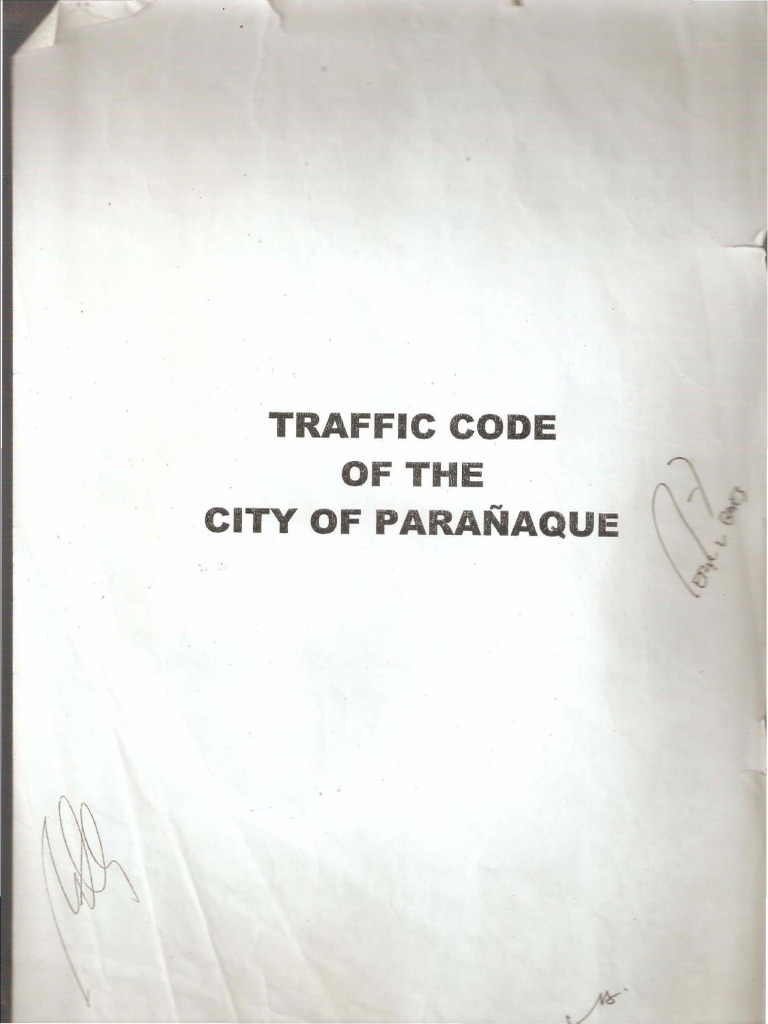 TRAFFIC CODE
OF THE
CITY OF PARAÑAQUE